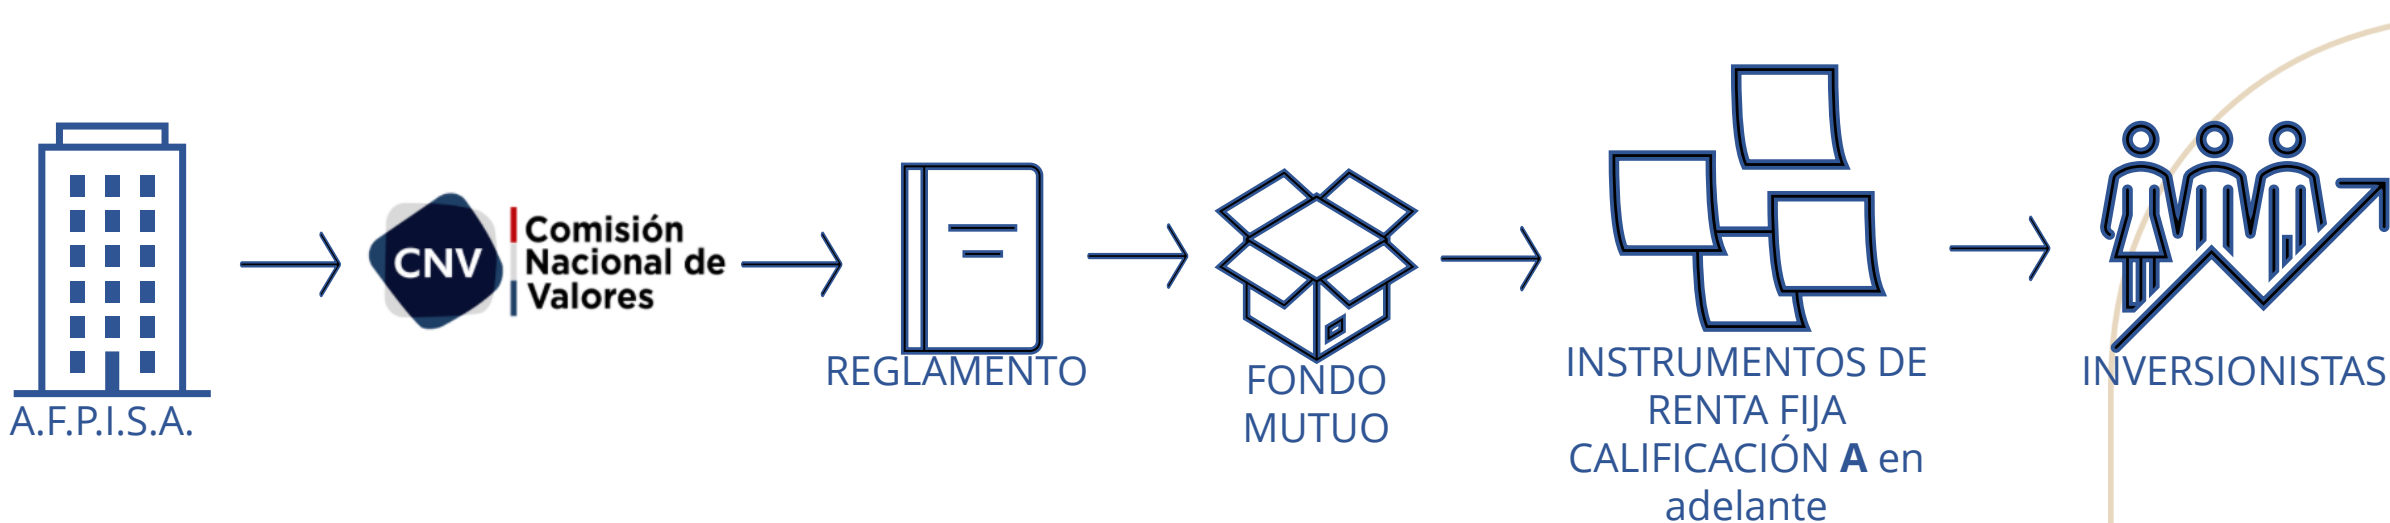 A.F.P.I.S.A.
CNV
Comisión
Nacional de
Valores
REGLAMENTO
FONDO
MUTUO
INSTRUMENTOS DE
RENTA FIJA
CALIFICACIÓN A en
adelante
INVERSIONISTAS